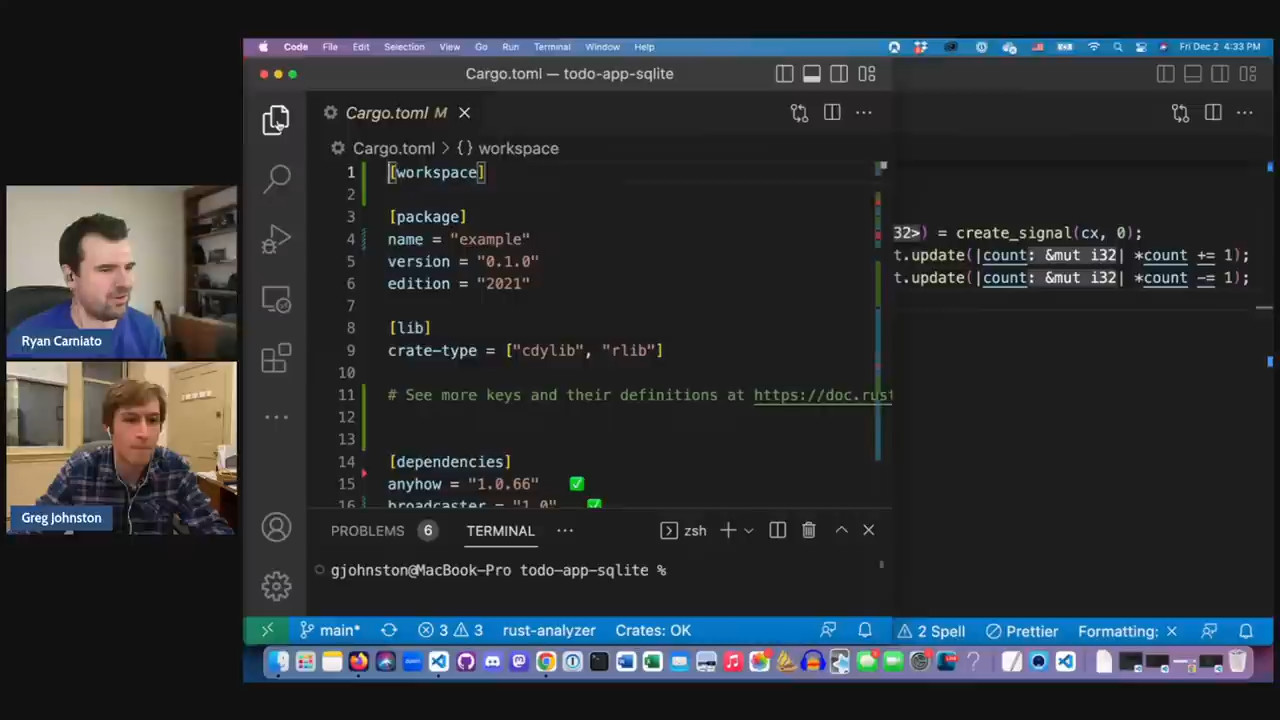 Code File Edit Selection View Go Run Terminal Window Help Fri Dec 2 4:33 PM
Cargo.toml — todo-app-sqlite
Cargo.toml M
Cargo.toml > {} workspace
1 [workspace]
2
3 [package]
4 name = "example"
5 version = "0.1.0"
6 edition = "2021"
7
8 [lib]
9 crate-type = ["cdylib", "rlib"]
10
11 # See more keys and their definitions at https://doc.rust
12
13
14 [dependencies]
15 anyhow = "1.0.66" ✅
16 broadcaster = "1.0" ✅
32>) = create_signal(cx, 0);
t.update(|count: &mut i32| *count += 1);
t.update(|count: &mut i32| *count -= 1);
Ryan Carniato
Greg Johnston
PROBLEMS 6 TERMINAL zsh
gjohnston@MacBook-Pro todo-app-sqlite %
main* 3 3 rust-analyzer Crates: OK
2 Spell Prettier Formatting: ×